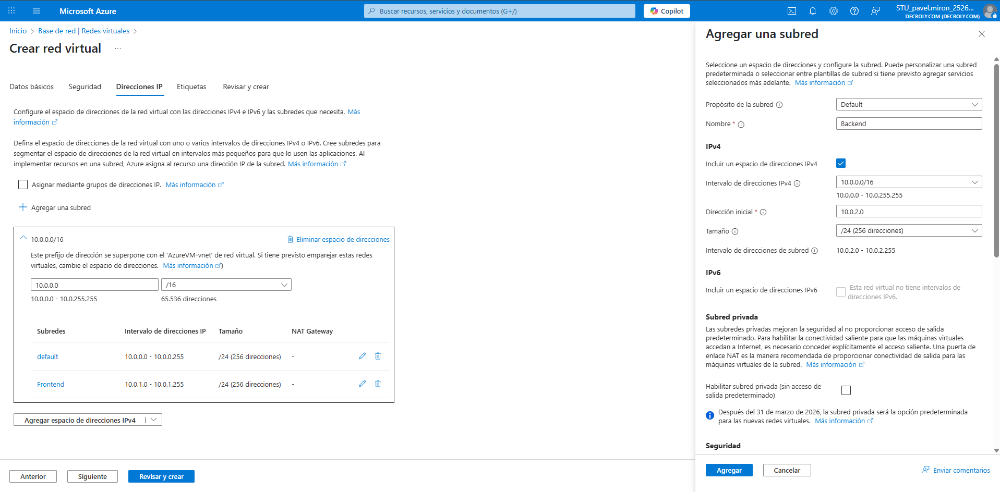 Microsoft Azure
Buscar recursos, servicios y documentos (G+/)
Copilot
STU_pavel.miron_2526...
DECROLY.COM (DECROLY.COM)
Inicio > Base de red | Redes virtuales >
Crear red virtual ...
Datos básicos Seguridad Direcciones IP Etiquetas Revisar y crear
Configure el espacio de direcciones de la red virtual con las direcciones IPv4 e IPv6 y las subredes que necesita. Más
información
Defina el espacio de direcciones de la red virtual con uno o varios intervalos de direcciones IPv4 o IPv6. Cree subredes para
segmentar el espacio de direcciones de la red virtual en intervalos más pequeños para que lo usen las aplicaciones. Al
implementar recursos en una subred, Azure asigna al recurso una dirección IP de la subred. Más información
Asignar mediante grupos de direcciones IP. Más información
Agregar una subred
10.0.0.0/16 Eliminar espacio de direcciones
Este prefijo de dirección se superpone con el 'AzureVM-vnet' de red virtual. Si tiene previsto emparejar estas redes
virtuales, cambie el espacio de direcciones. Más información)
10.0.0.0 /16
10.0.0.0 - 10.0.255.255 65.536 direcciones
Subredes Intervalo de direcciones IP Tamaño NAT Gateway
default 10.0.0.0 - 10.0.0.255 /24 (256 direcciones) -
Frontend 10.0.1.0 - 10.0.1.255 /24 (256 direcciones) -
Agregar espacio de direcciones IPv4 |
Anterior Siguiente Revisar y crear
Agregar una subred
Seleccione un espacio de direcciones y configure la subred. Puede personalizar una subred
predeterminada o seleccionar entre plantillas de subred si tiene previsto agregar servicios
seleccionados más adelante. Más información
Propósito de la subred Default
Nombre * Backend
IPv4
Incluir un espacio de direcciones IPv4
Intervalo de direcciones IPv4 10.0.0.0/16
10.0.0.0 - 10.0.255.255
Dirección inicial * 10.0.2.0
Tamaño /24 (256 direcciones)
Intervalo de direcciones de subred 10.0.2.0 - 10.0.2.255
IPv6
Incluir un espacio de direcciones IPv6 Esta red virtual no tiene intervalos de
direcciones IPv6.
Subred privada
Las subredes privadas mejoran la seguridad al no proporcionar acceso de salida
predeterminado. Para habilitar la conectividad saliente para que las máquinas virtuales
accedan a Internet, es necesario conceder explícitamente el acceso saliente. Una puerta de
enlace NAT es la manera recomendada de proporcionar conectividad de salida para las
máquinas virtuales de la subred. Más información
Habilitar subred privada (sin acceso de
salida predeterminado)
Después del 31 de marzo de 2026, la subred privada será la opción predeterminada
para las nuevas redes virtuales. Más información
Seguridad
Agregar Cancelar Enviar comentarios